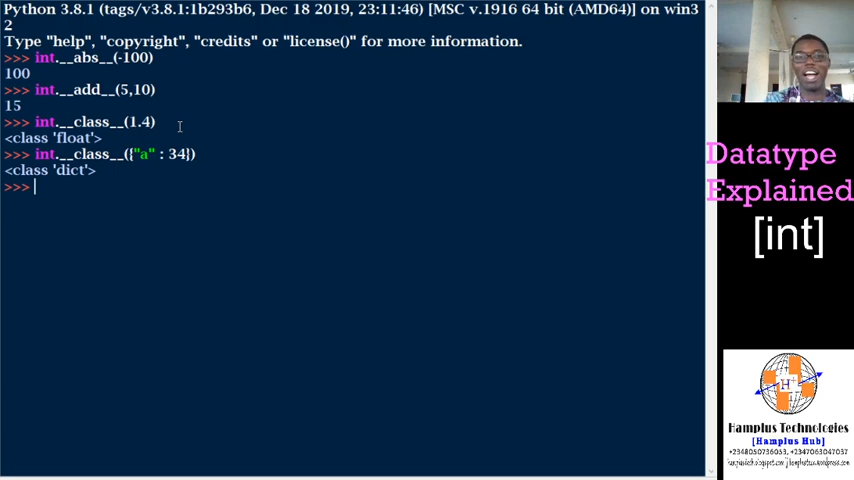 Python 3.8.1 (tags/v3.8.1:1b293b6, Dec 18 2019, 23:11:46) [MSC v.1916 64 bit (AMD64)] on win3
2
Type "help", "copyright", "credits" or "license()" for more information.
>>> int.__abs__(-100)
100
>>> int.__add__(5,10)
15
>>> int.__class__(1.4)
<class 'float'>
>>> int.__class__({"a" : 34})
<class 'dict'>
>>>
Datatype
Explained
[int]
H+
Hamplus Technologies
[Hamplus Hub]